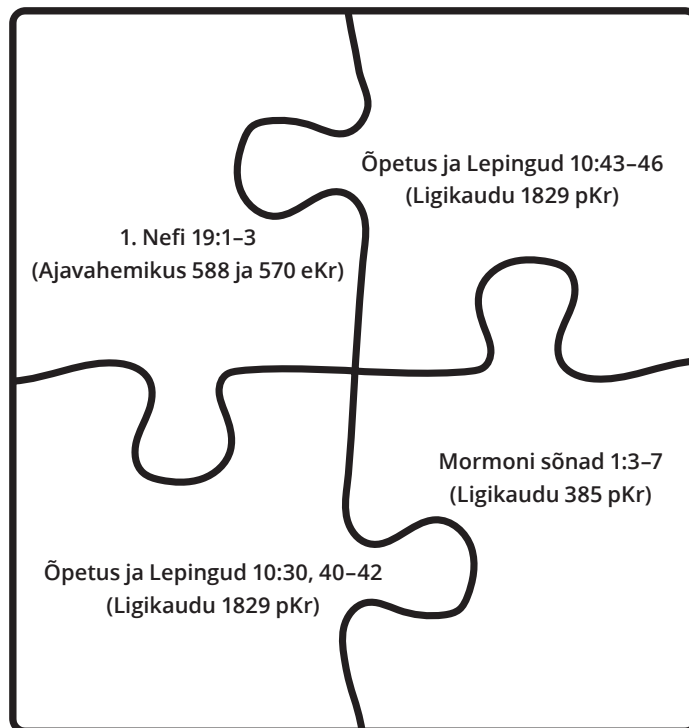 Õpetus ja Lepingud 10:43–46
(Ligikaudu 1829 pKr)
1. Nefi 19:1–3
(Ajavahemikus 588 ja 570 eKr)
Mormoni sõnad 1:3–7
(Ligikaudu 385 pKr)
Õpetus ja Lepingud 10:30, 40–42
(Ligikaudu 1829 pKr)